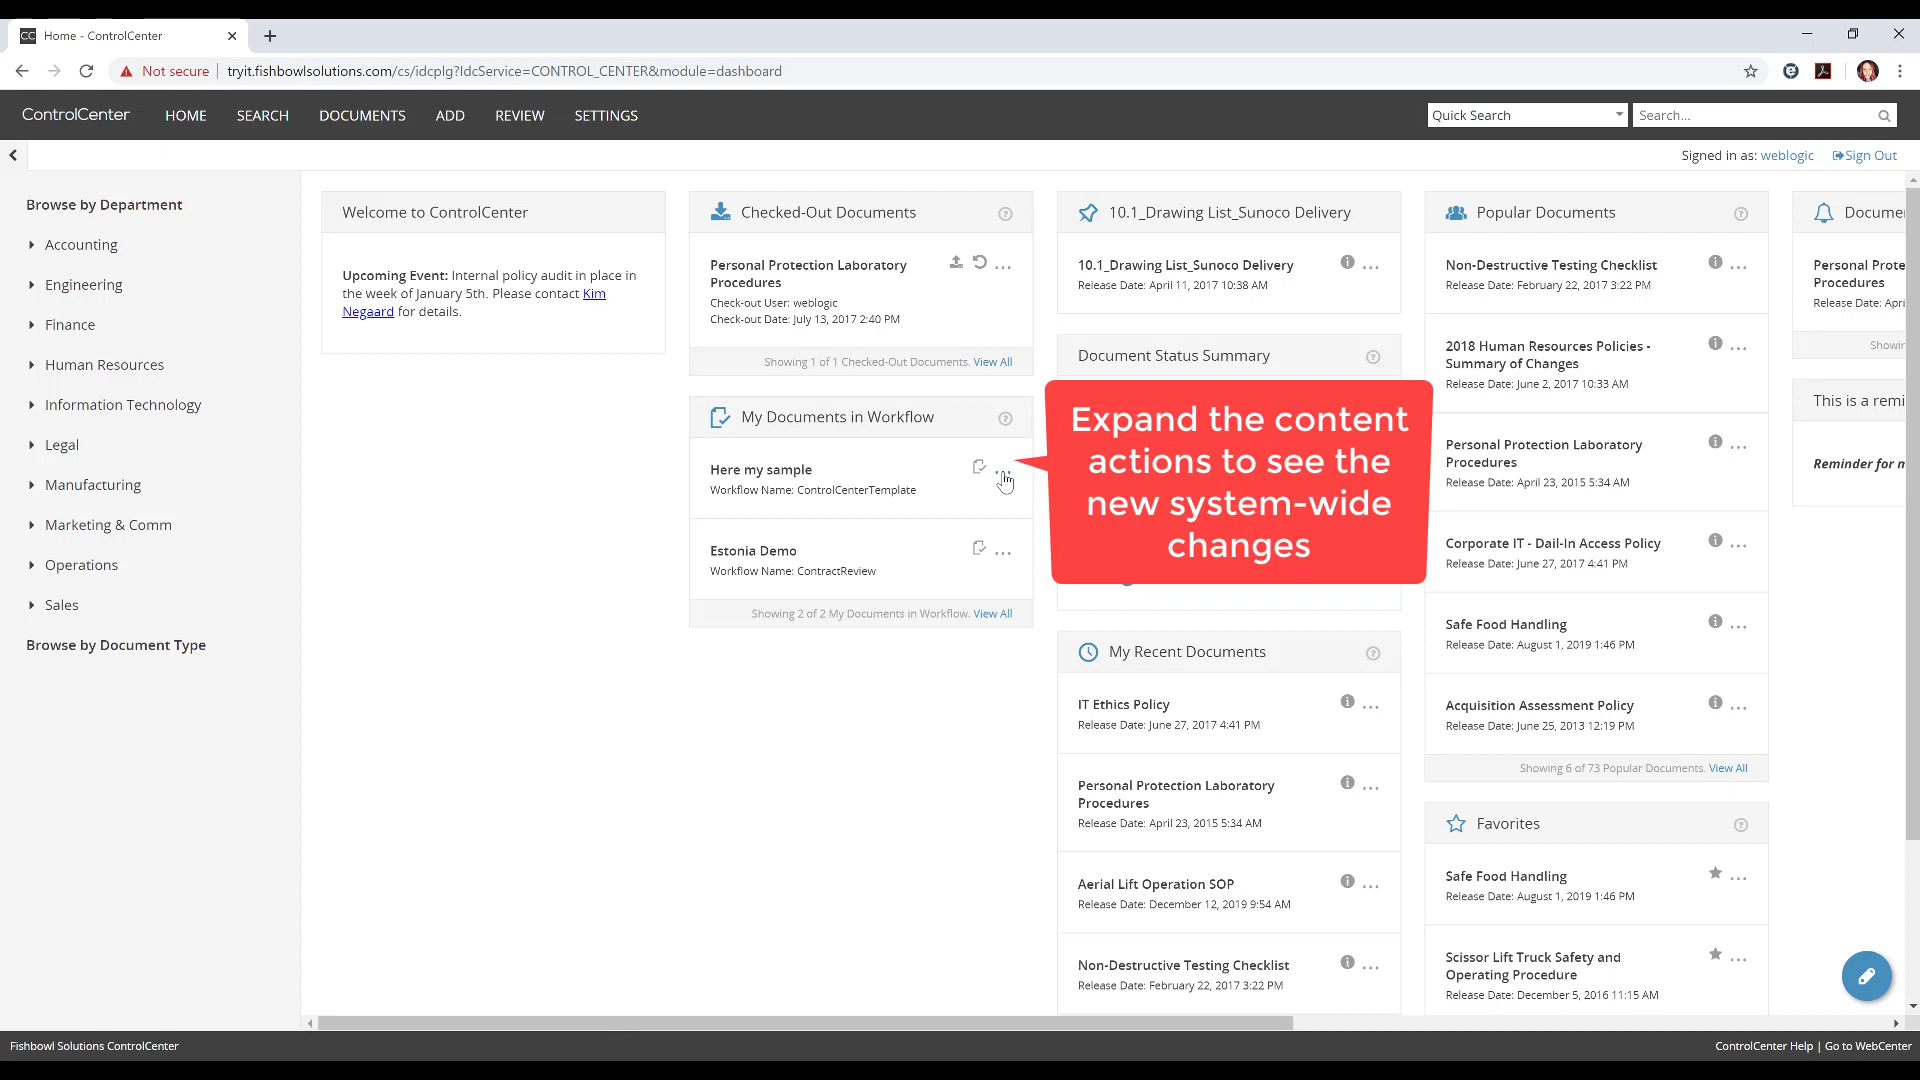 CC Home - ControlCenter
Not secure tryit.fishbowlsolutions.com/cs/idcplg?IdcService=CONTROL_CENTER&module=dashboard
ControlCenter HOME SEARCH DOCUMENTS ADD REVIEW SETTINGS Quick Search Search...
Signed in as: weblogic Sign Out
Browse by Department
Accounting
Engineering
Finance
Human Resources
Information Technology
Legal
Manufacturing
Marketing & Comm
Operations
Sales
Browse by Document Type
Welcome to ControlCenter
Upcoming Event: Internal policy audit in place in
the week of January 5th. Please contact Kim
Negaard for details.
Checked-Out Documents
Personal Protection Laboratory
Procedures
Check-out User: weblogic
Check-out Date: July 13, 2017 2:40 PM
Showing 1 of 1 Checked-Out Documents. View All
My Documents in Workflow
Here my sample
Workflow Name: ControlCenterTemplate
Estonia Demo
Workflow Name: ContractReview
Showing 2 of 2 My Documents in Workflow. View All
10.1_Drawing List_Sunoco Delivery
10.1_Drawing List_Sunoco Delivery
Release Date: April 11, 2017 10:38 AM
Document Status Summary
Expand the content
actions to see the
new system-wide
changes
My Recent Documents
IT Ethics Policy
Release Date: June 27, 2017 4:41 PM
Personal Protection Laboratory
Procedures
Release Date: April 23, 2015 5:34 AM
Aerial Lift Operation SOP
Release Date: December 12, 2019 9:54 AM
Non-Destructive Testing Checklist
Release Date: February 22, 2017 3:22 PM
Popular Documents
Non-Destructive Testing Checklist
Release Date: February 22, 2017 3:22 PM
2018 Human Resources Policies -
Summary of Changes
Release Date: June 2, 2017 10:33 AM
Personal Protection Laboratory
Procedures
Release Date: April 23, 2015 5:34 AM
Corporate IT - Dail-In Access Policy
Release Date: June 27, 2017 4:41 PM
Safe Food Handling
Release Date: August 1, 2019 1:46 PM
Acquisition Assessment Policy
Release Date: June 25, 2013 12:19 PM
Showing 6 of 73 Popular Documents. View All
Favorites
Safe Food Handling
Release Date: August 1, 2019 1:46 PM
Scissor Lift Truck Safety and
Operating Procedure
Release Date: December 5, 2016 11:15 AM
Docume
Personal Prote
Procedures
Release Date: Apri
Showin
This is a remi
Reminder for m
Fishbowl Solutions ControlCenter
ControlCenter Help | Go to WebCenter